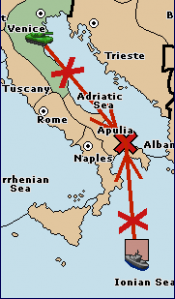 Venice
Trieste
Tuscany
Adriatic
Sea
Rome
Apulia
Alban
Naples
rrhenian
Sea
Ionian Sea